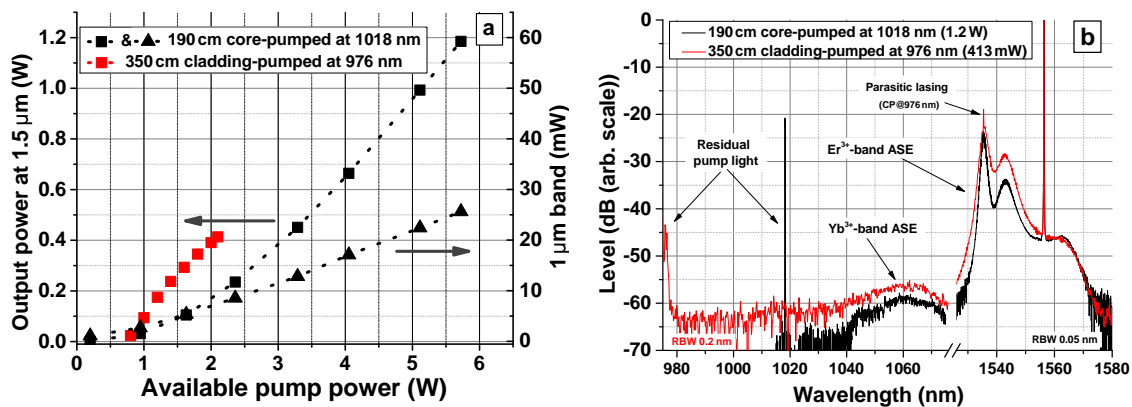 a
■ & ▲ 190 cm core-pumped at 1018 nm
■ 350 cm cladding-pumped at 976 nm
Output power at 1.5 µm (W)
1.2
1.0
0.8
0.6
0.4
0.2
0.0
60
50
40
30
20
10
0
1 µm band (mW)
0 1 2 3 4 5 6
Available pump power (W)
b
190 cm core-pumped at 1018 nm (1.2 W)
350 cm cladding-pumped at 976 nm (413 mW)
Level (dB (arb. scale))
0
-10
-20
-30
-40
-50
-60
-70
Parasitic lasing
(CP@976 nm)
Residual
pump light
Er³⁺-band ASE
Yb³⁺-band ASE
RBW 0.2 nm
RBW 0.05 nm
980 1000 1020 1040 1060 1540 1560 1580
Wavelength (nm)